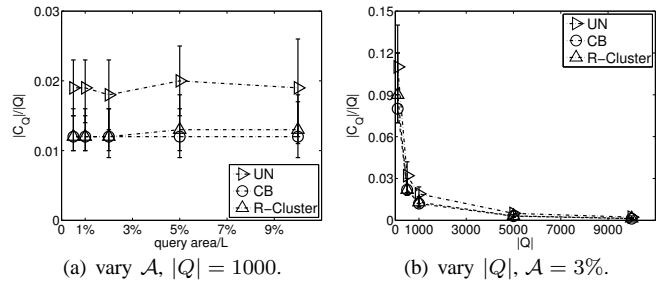 |C_Q|/|Q|
0.03
0.02
0.01
0
UN
CB
R−Cluster
0 1% 3% 5% 7% 9%
query area/L
(a) vary A, |Q| = 1000.
|C_Q|/|Q|
0.15
0.12
0.09
0.06
0.03
0
UN
CB
R−Cluster
0 1000 3000 5000 7000 9000
|Q|
(b) vary |Q|, A = 3%.